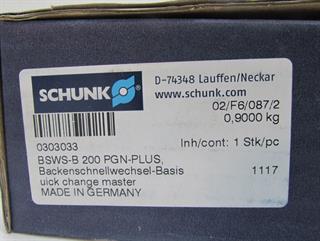 SCHUNK
D-74348 Lauffen/Neckar
www.schunk.com
02/F6/087/2
0,9000 kg
0303033
Inh/cont: 1 Stk/pc
BSWS-B 200 PGN-PLUS,
Backenschnellwechsel-Basis 1117
uick change master
MADE IN GERMANY